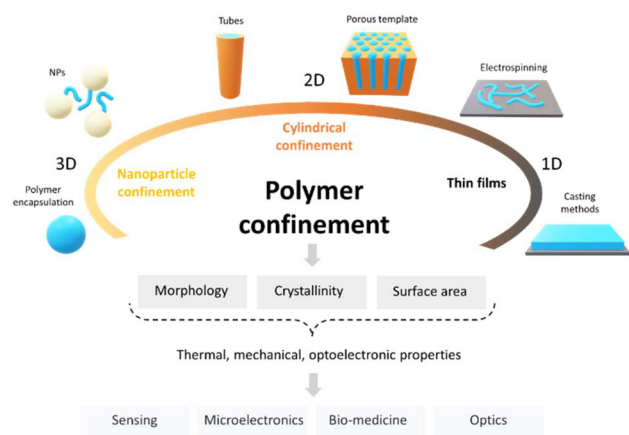 Tubes
Porous template
2D
NPs
Electrospinning
Cylindrical
confinement
3D
Nanoparticle
confinement
Thin films
1D
Polymer
encapsulation
Polymer
confinement
Casting
methods
Morphology
Crystallinity
Surface area
Thermal, mechanical, optoelectronic properties
Sensing
Microelectronics
Bio-medicine
Optics